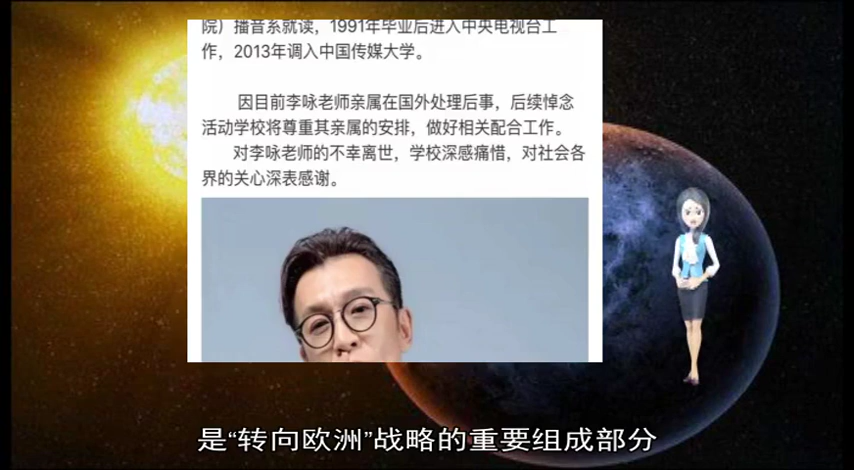 院）播音系就读，1991年毕业后进入中央电视台工
作，2013年调入中国传媒大学。
因目前李咏老师亲属在国外处理后事，后续悼念
活动学校将尊重其亲属的安排，做好相关配合工作。
对李咏老师的不幸离世，学校深感痛惜，对社会各
界的关心深表感谢。
是“转向欧洲”战略的重要组成部分